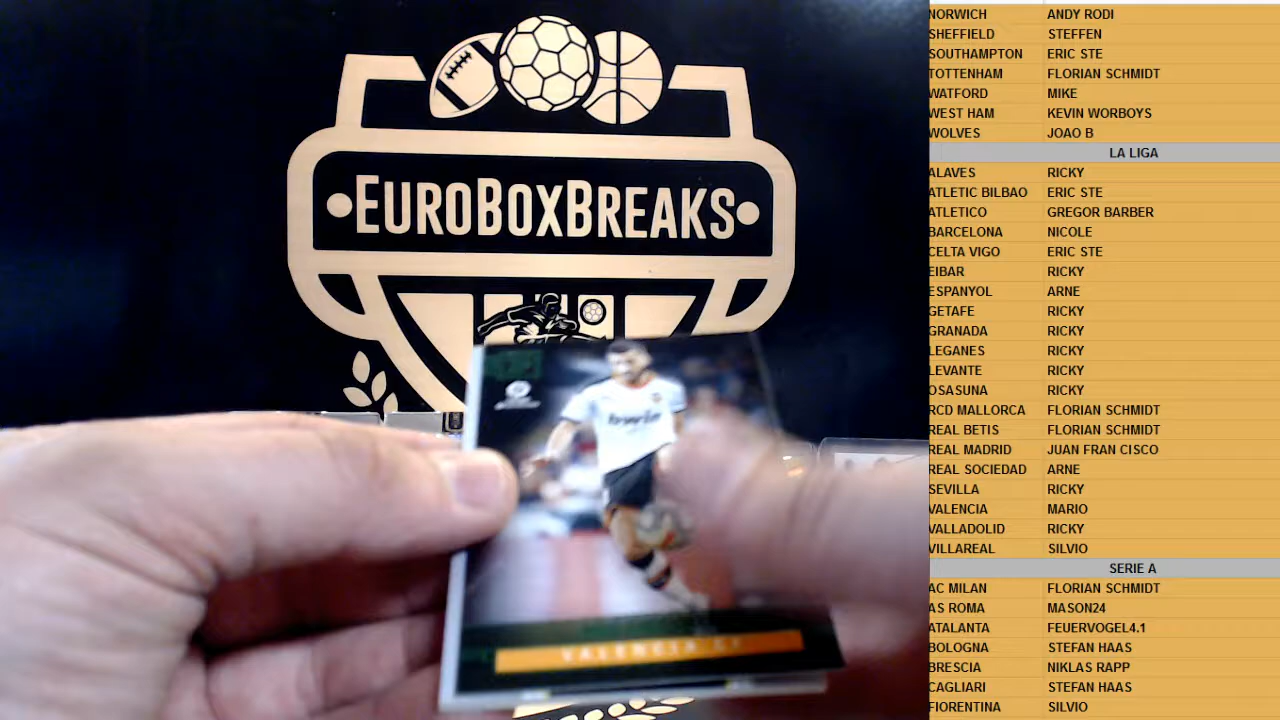 EUROBOXBREAKS
bwin
VALENCIA CF
NORWICH ANDY RODI
SHEFFIELD STEFFEN
SOUTHAMPTON ERIC STE
TOTTENHAM FLORIAN SCHMIDT
WATFORD MIKE
WEST HAM KEVIN WORBOYS
WOLVES JOAO B
LA LIGA
ALAVES RICKY
ATLETIC BILBAO ERIC STE
ATLETICO GREGOR BARBER
BARCELONA NICOLE
CELTA VIGO ERIC STE
EIBAR RICKY
ESPANYOL ARNE
GETAFE RICKY
GRANADA RICKY
LEGANES RICKY
LEVANTE RICKY
OSASUNA RICKY
RCD MALLORCA FLORIAN SCHMIDT
REAL BETIS FLORIAN SCHMIDT
REAL MADRID JUAN FRAN CISCO
REAL SOCIEDAD ARNE
SEVILLA RICKY
VALENCIA MARIO
VALLADOLID RICKY
VILLAREAL SILVIO
SERIE A
AC MILAN FLORIAN SCHMIDT
AS ROMA MASON24
ATALANTA FEUERVOGEL4.1
BOLOGNA STEFAN HAAS
BRESCIA NIKLAS RAPP
CAGLIARI STEFAN HAAS
FIORENTINA SILVIO